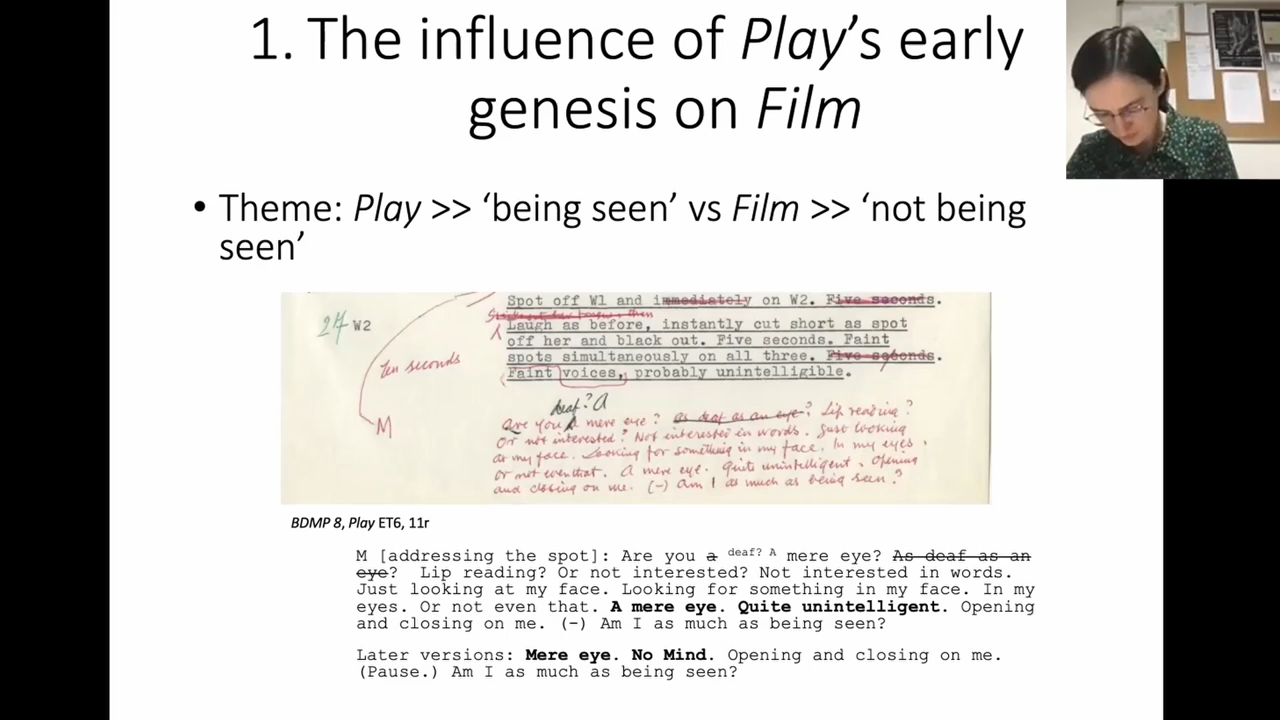 1. The influence of Play's early
genesis on Film
• Theme: Play >> 'being seen' vs Film >> 'not being
seen'
Spot off W1 and immediately on W2. Five seconds.
24 W2
Laugh as before, instantly cut short as spot
off her and black out. Five seconds. Faint
ten seconds
spots simultaneously on all three. Five seconds.
Faint voices, probably unintelligible.
M
deaf? A
Are you a mere eye? As deaf as an eye? Lip reading?
Or not interested? Not interested in words. Just looking
at my face. Looking for something in my face. In my eyes.
Or not even that. A mere eye. Quite unintelligent. Opening
and closing on me. (-) Am I as much as being seen?
BDMP 8, Play ET6, 11r
M [addressing the spot]: Are you a deaf? A mere eye? As deaf as an
eye? Lip reading? Or not interested? Not interested in words.
Just looking at my face. Looking for something in my face. In my
eyes. Or not even that. A mere eye. Quite unintelligent. Opening
and closing on me. (-) Am I as much as being seen?
Later versions: Mere eye. No Mind. Opening and closing on me.
(Pause.) Am I as much as being seen?